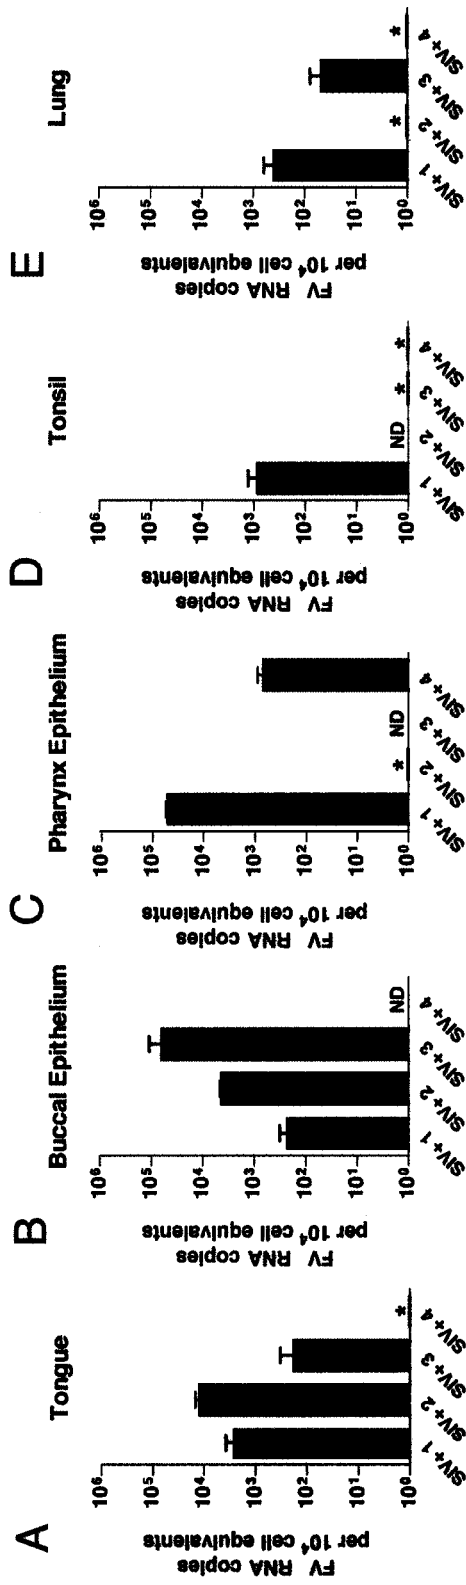 A
Tongue
FV RNA copies
per 10⁴ cell equivalents
10⁶
10⁵
10⁴
10³
10²
10¹
10⁰
*
SIV+ 1
SIV+ 2
SIV+ 3
SIV+ 4
B
Buccal Epithelium
FV RNA copies
per 10⁴ cell equivalents
10⁶
10⁵
10⁴
10³
10²
10¹
10⁰
ND
SIV+ 1
SIV+ 2
SIV+ 3
SIV+ 4
C
Pharynx Epithelium
FV RNA copies
per 10⁴ cell equivalents
10⁶
10⁵
10⁴
10³
10²
10¹
10⁰
* ND
SIV+ 1
SIV+ 2
SIV+ 3
SIV+ 4
D
Tonsil
FV RNA copies
per 10⁴ cell equivalents
10⁶
10⁵
10⁴
10³
10²
10¹
10⁰
ND * *
SIV+ 1
SIV+ 2
SIV+ 3
SIV+ 4
E
Lung
FV RNA copies
per 10⁴ cell equivalents
10⁶
10⁵
10⁴
10³
10²
10¹
10⁰
* *
SIV+ 1
SIV+ 2
SIV+ 3
SIV+ 4